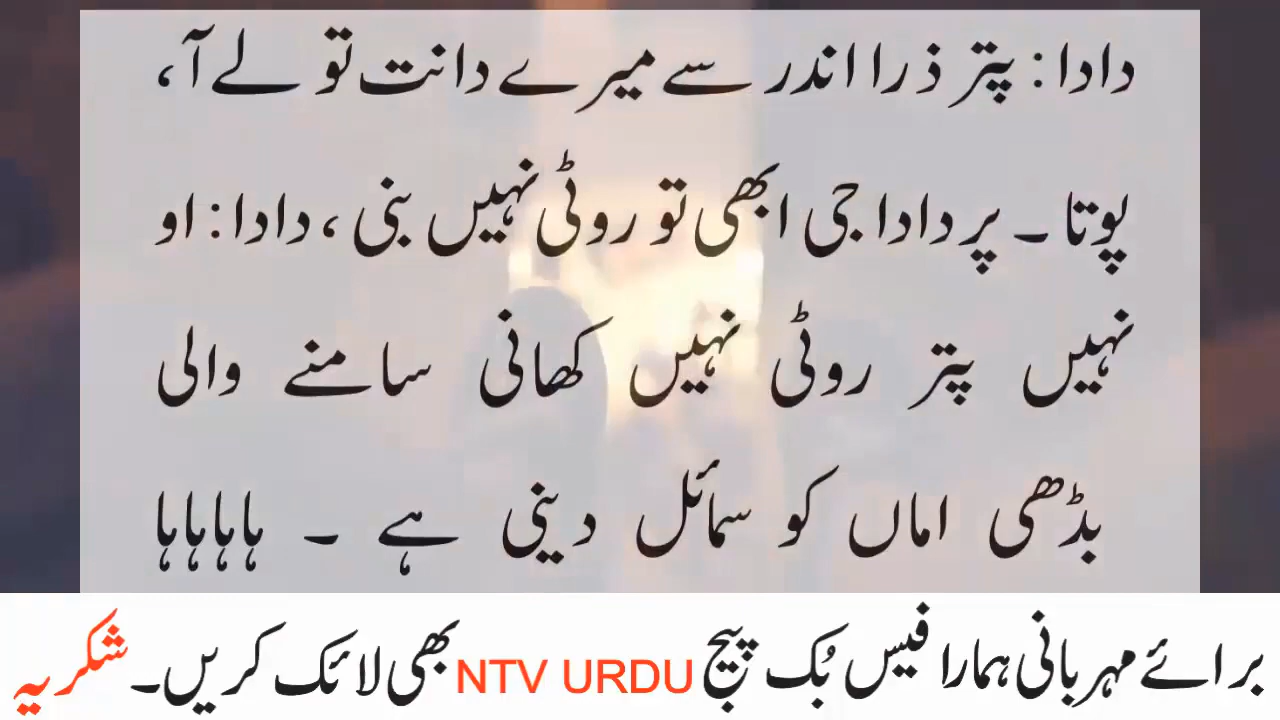 دادا: پتر ذرا اندر سے میرے دانت تو لے آ،
پوتا۔ پر دادا جی ابھی تو روٹی نہیں بنی، دادا: او
نہیں پتر روٹی نہیں کھانی سامنے والی
بڈھی اماں کو سمائل دینی ہے ۔ ہاہاہاہا
برائے مہربانی ہمارا فیس بُک پیج NTV URDU بھی لائک کریں۔ شکریہ